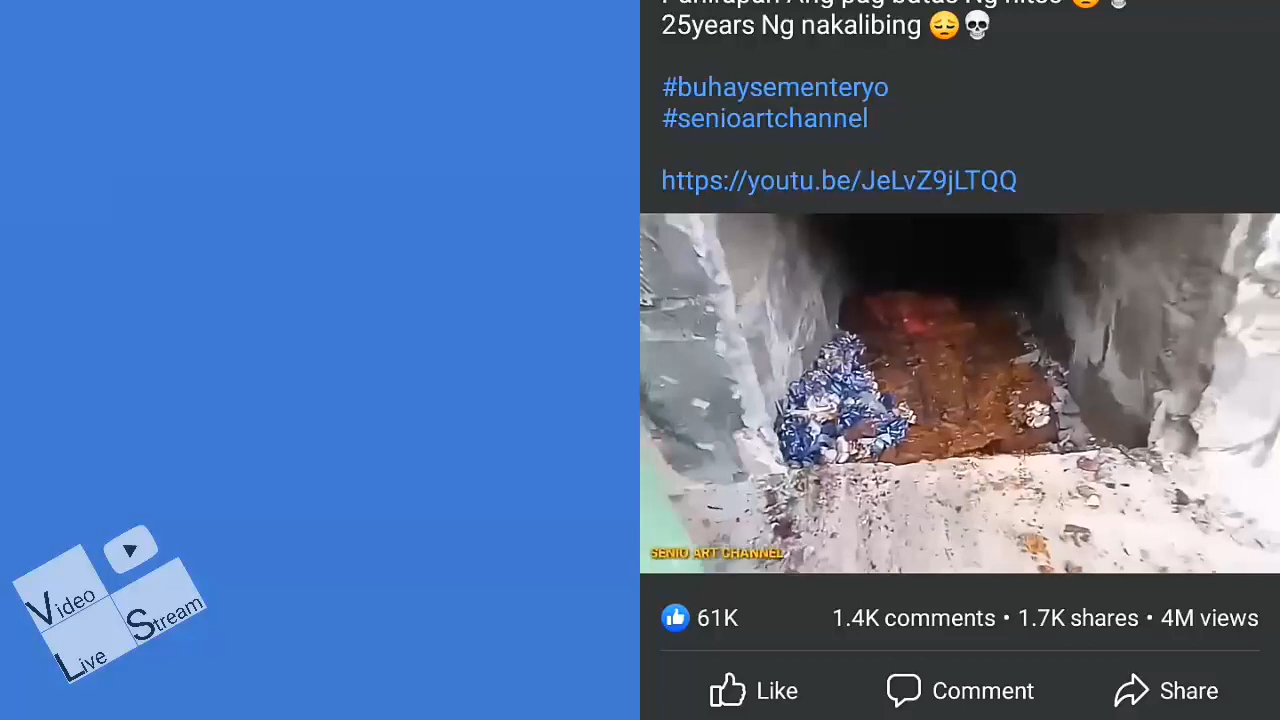 25years Ng nakalibing 😔💀
#buhaysementeryo
#senioartchannel
https://youtu.be/JeLvZ9jLTQQ
SENIO ART CHANNEL
61K
1.4K comments • 1.7K shares • 4M views
Like
Comment
Share
Video
Live
Stream